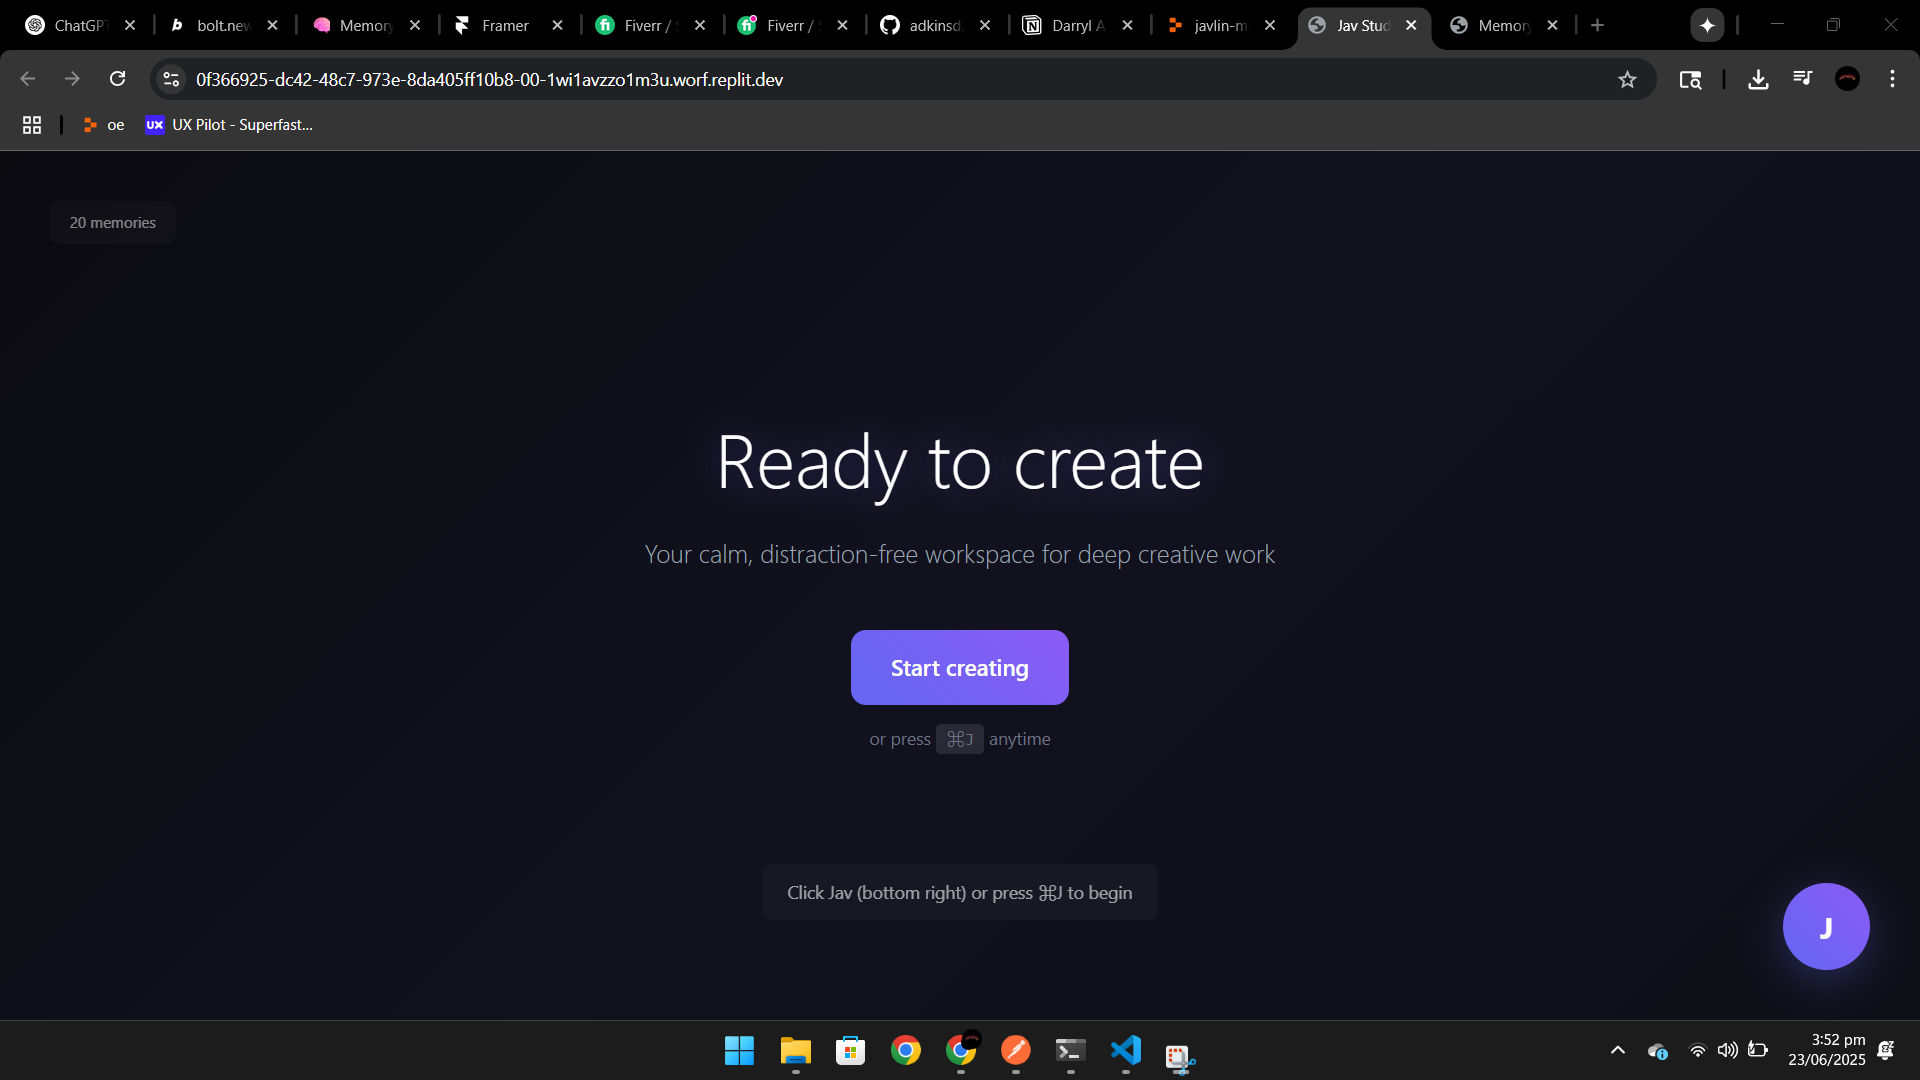 ChatGP
bolt.new
Memory
Framer
Fiverr /
Fiverr /
adkinsd
Darryl A
javlin-m
Jav Stud
Memory
0f366925-dc42-48c7-973e-8da405ff10b8-00-1wi1avzzo1m3u.worf.replit.dev
oe
UX
UX Pilot - Superfast...
20 memories
Ready to create
Your calm, distraction-free workspace for deep creative work
Start creating
or press ⌘J anytime
Click Jav (bottom right) or press ⌘J to begin
J
3:52 pm
23/06/2025